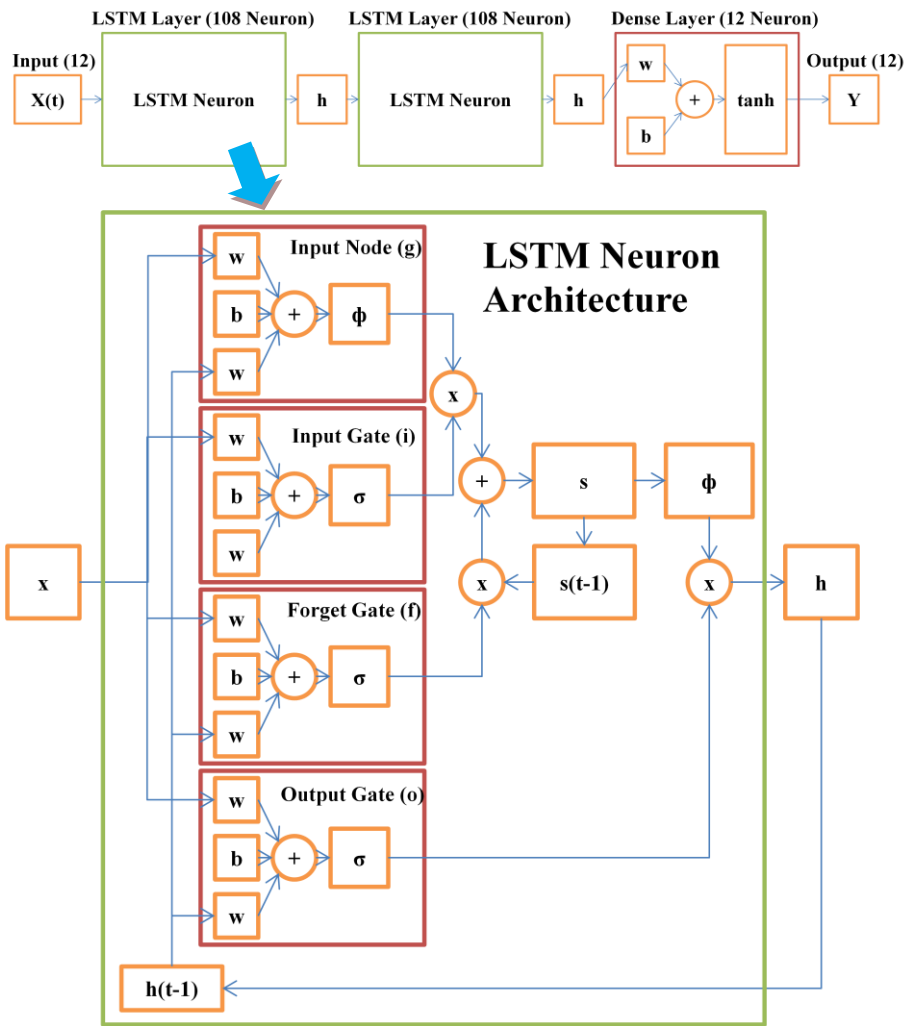 LSTM Layer (108 Neuron)
LSTM Layer (108 Neuron)
Dense Layer (12 Neuron)
Input (12)
Output (12)
X(t)
LSTM Neuron
h
LSTM Neuron
h
w
b
+
tanh
Y
LSTM Neuron
Architecture
Input Node (g)
w
b
w
+
ϕ
x
Input Gate (i)
w
b
w
+
σ
+
s
ϕ
x
Forget Gate (f)
w
b
w
+
σ
x
s(t-1)
x
h
Output Gate (o)
w
b
w
+
σ
h(t-1)